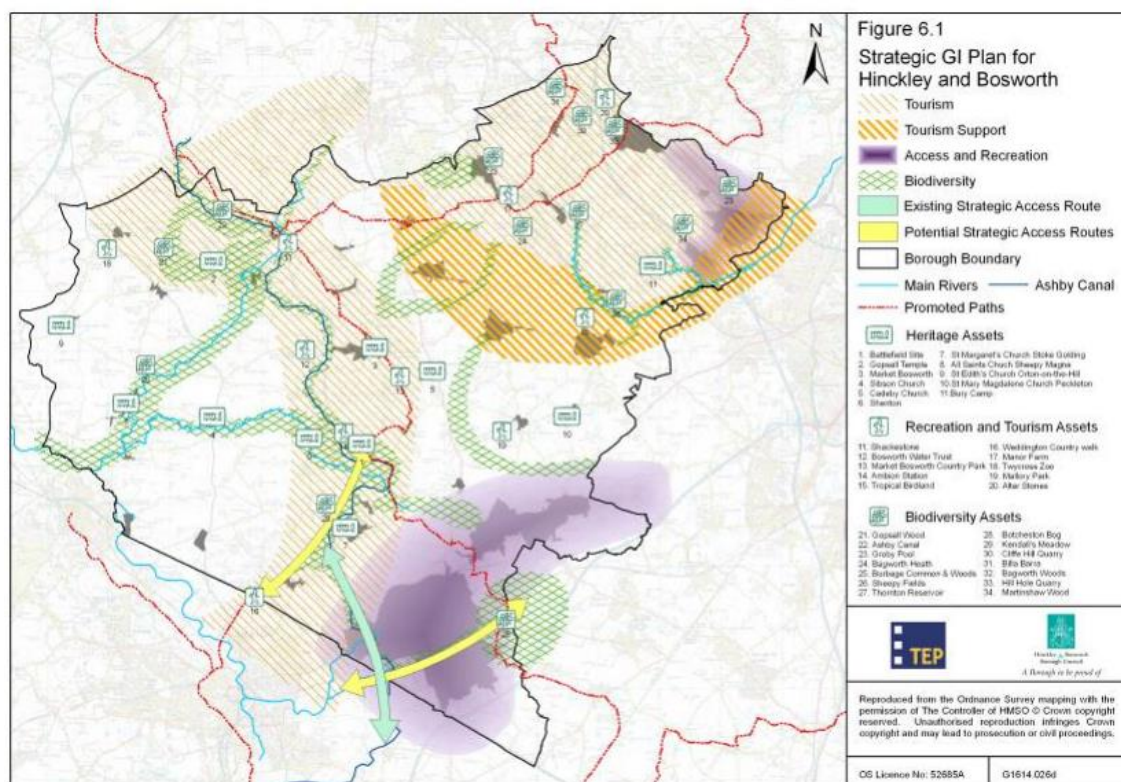 Figure 6.1
Strategic GI Plan for
Hinckley and Bosworth
Tourism
Tourism Support
Access and Recreation
Biodiversity
Existing Strategic Access Route
Potential Strategic Access Routes
Borough Boundary
Main Rivers Ashby Canal
Promoted Paths
Heritage Assets
1. Battlefield Site 7. St Margaret's Church Stoke Golding
2. Gopsall Temple 8. All Saints Church Sheepy Magna
3. Market Bosworth 9. St Edith's Church Orton-on-the-Hill
4. Sibson Church 10. St Mary Magdalene Church Peckleton
5. Cadeby Church 11. Bury Camp
6. Shenton
Recreation and Tourism Assets
11. Shackerstone 16. Weddington Country walk
12. Bosworth Water Trust 17. Manor Farm
13. Market Bosworth Country Park 18. Twycross Zoo
14. Ambion Station 19. Mallory Park
15. Tropical Birdland 20. Altar Stones
Biodiversity Assets
21. Gopsall Wood 28. Botcheston Bog
22. Ashby Canal 29. Kendall's Meadow
23. Groby Pool 30. Cliffe Hill Quarry
24. Bagworth Heath 31. Billa Barra
25. Burbage Common & Woods 32. Bagworth Woods
26. Sheepy Fields 33. Hill Hole Quarry
27. Thornton Reservoir 34. Martinshaw Wood
N
TEP
Hinckley & Bosworth
Borough Council
A Borough to be proud of
Reproduced from the Ordnance Survey mapping with the
permission of The Controller of HMSO © Crown copyright
reserved. Unauthorised reproduction infringes Crown
copyright and may lead to prosecution or civil proceedings.
OS Licence No: 52685A G1614.026d